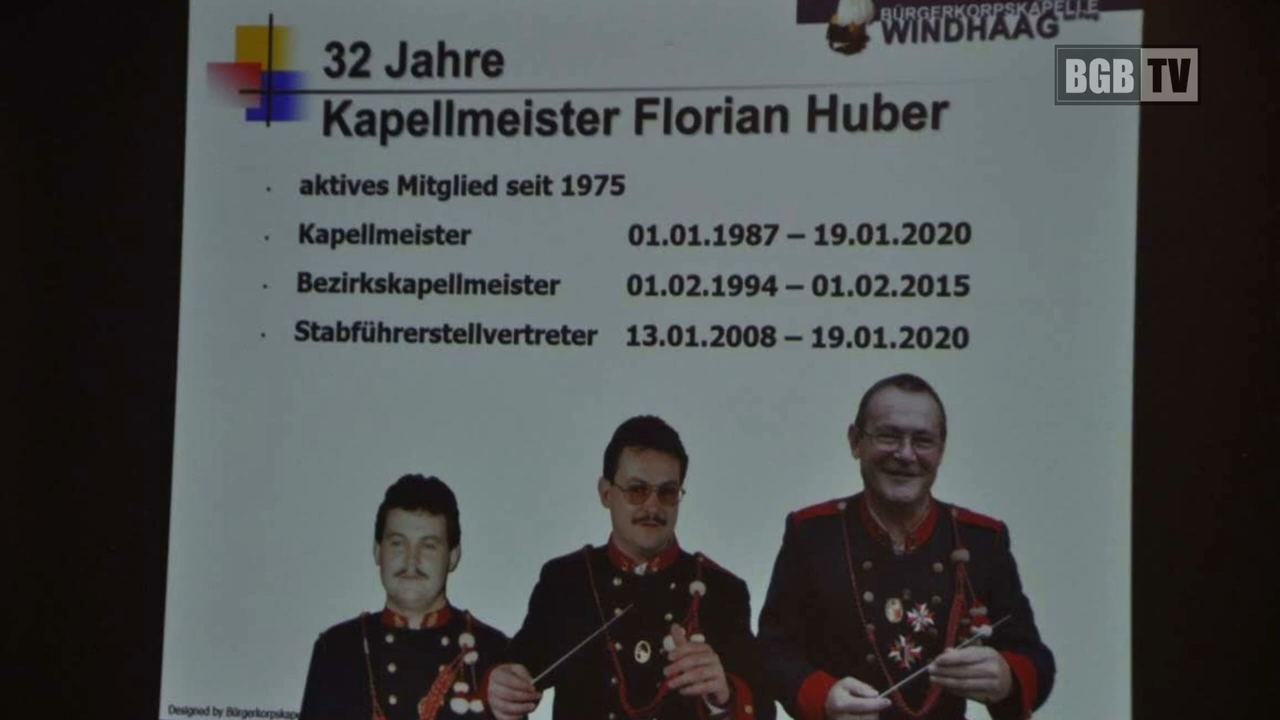 BÜRGERKORPSKAPELLE
WINDHAAG
BGB TV
32 Jahre
Kapellmeister Florian Huber
· aktives Mitglied seit 1975
· Kapellmeister 01.01.1987 – 19.01.2020
· Bezirkskapellmeister 01.02.1994 – 01.02.2015
· Stabführerstellvertreter 13.01.2008 – 19.01.2020
Designed by Bürgerkorpskape